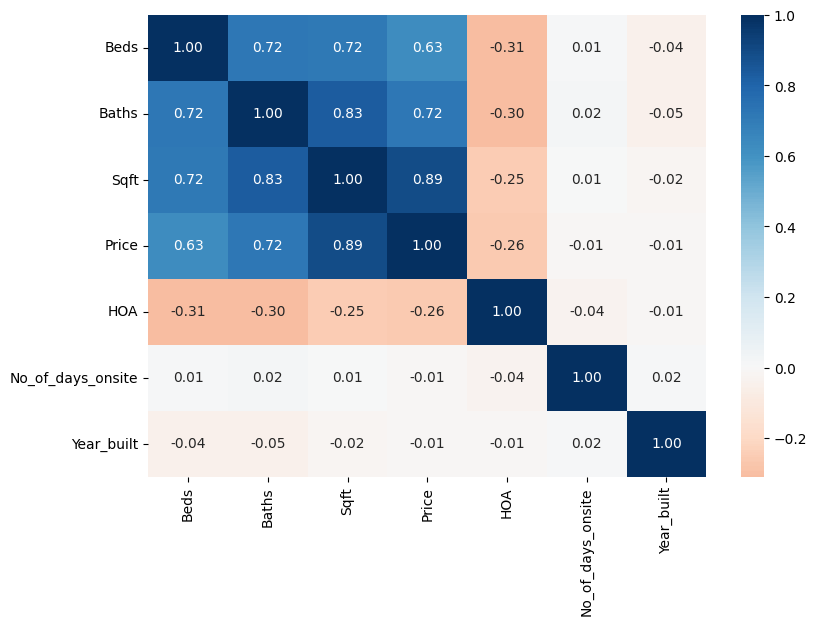 Beds 1.00 0.72 0.72 0.63 -0.31 0.01 -0.04
Baths 0.72 1.00 0.83 0.72 -0.30 0.02 -0.05
Sqft 0.72 0.83 1.00 0.89 -0.25 0.01 -0.02
Price 0.63 0.72 0.89 1.00 -0.26 -0.01 -0.01
HOA -0.31 -0.30 -0.25 -0.26 1.00 -0.04 -0.01
No_of_days_onsite 0.01 0.02 0.01 -0.01 -0.04 1.00 0.02
Year_built -0.04 -0.05 -0.02 -0.01 -0.01 0.02 1.00
Beds
Baths
Sqft
Price
HOA
No_of_days_onsite
Year_built
1.0
0.8
0.6
0.4
0.2
0.0
−0.2